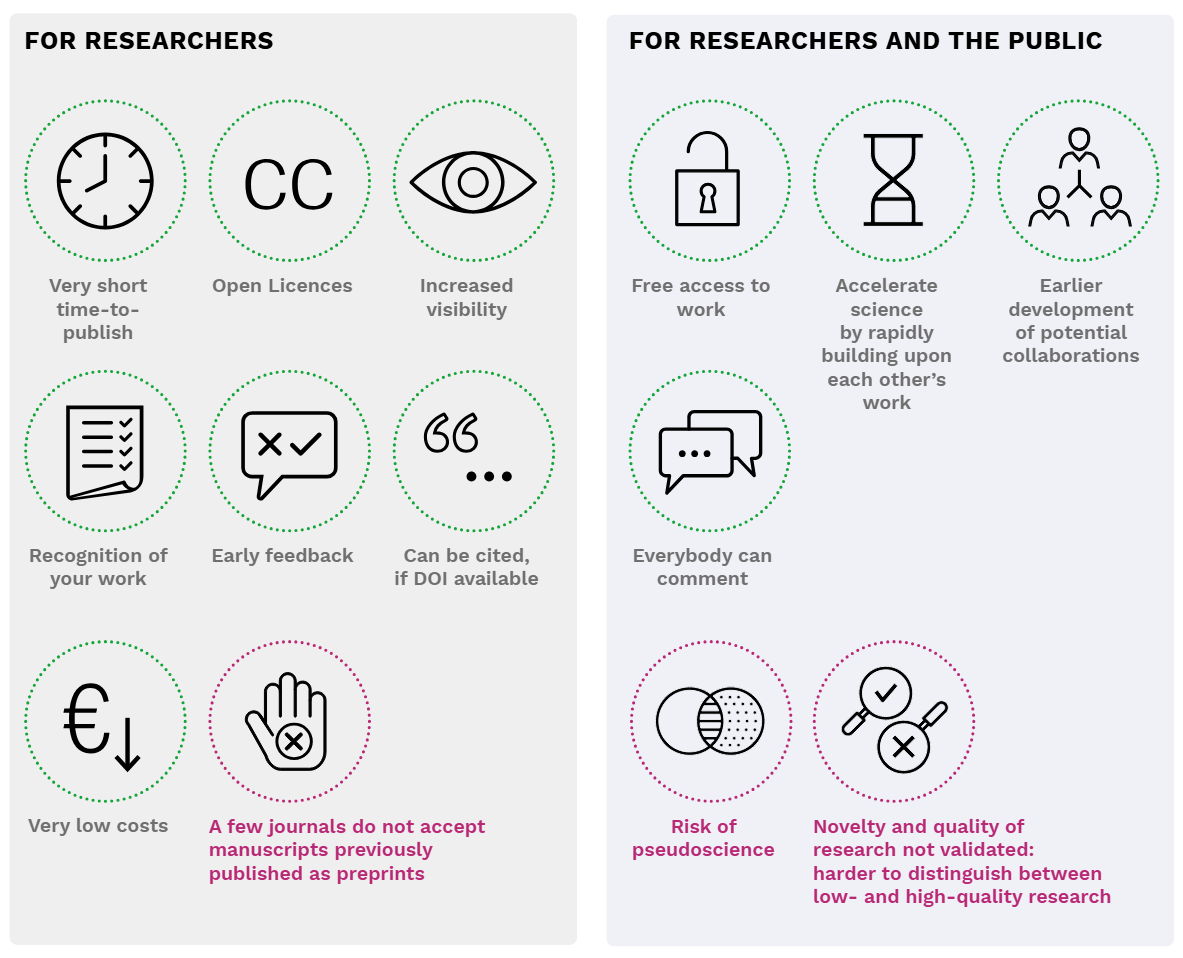 FOR RESEARCHERS
CC
Very short
time-to-
publish
Open Licences
Increased
visibility
Recognition of
your work
Early feedback
“
...
Can be cited,
if DOI available
€
Very low costs
A few journals do not accept
manuscripts previously
published as preprints
FOR RESEARCHERS AND THE PUBLIC
Free access to
work
Accelerate
science
by rapidly
building upon
each other’s
work
Earlier
development
of potential
collaborations
Everybody can
comment
Risk of
pseudoscience
Novelty and quality of
research not validated:
harder to distinguish between
low- and high-quality research